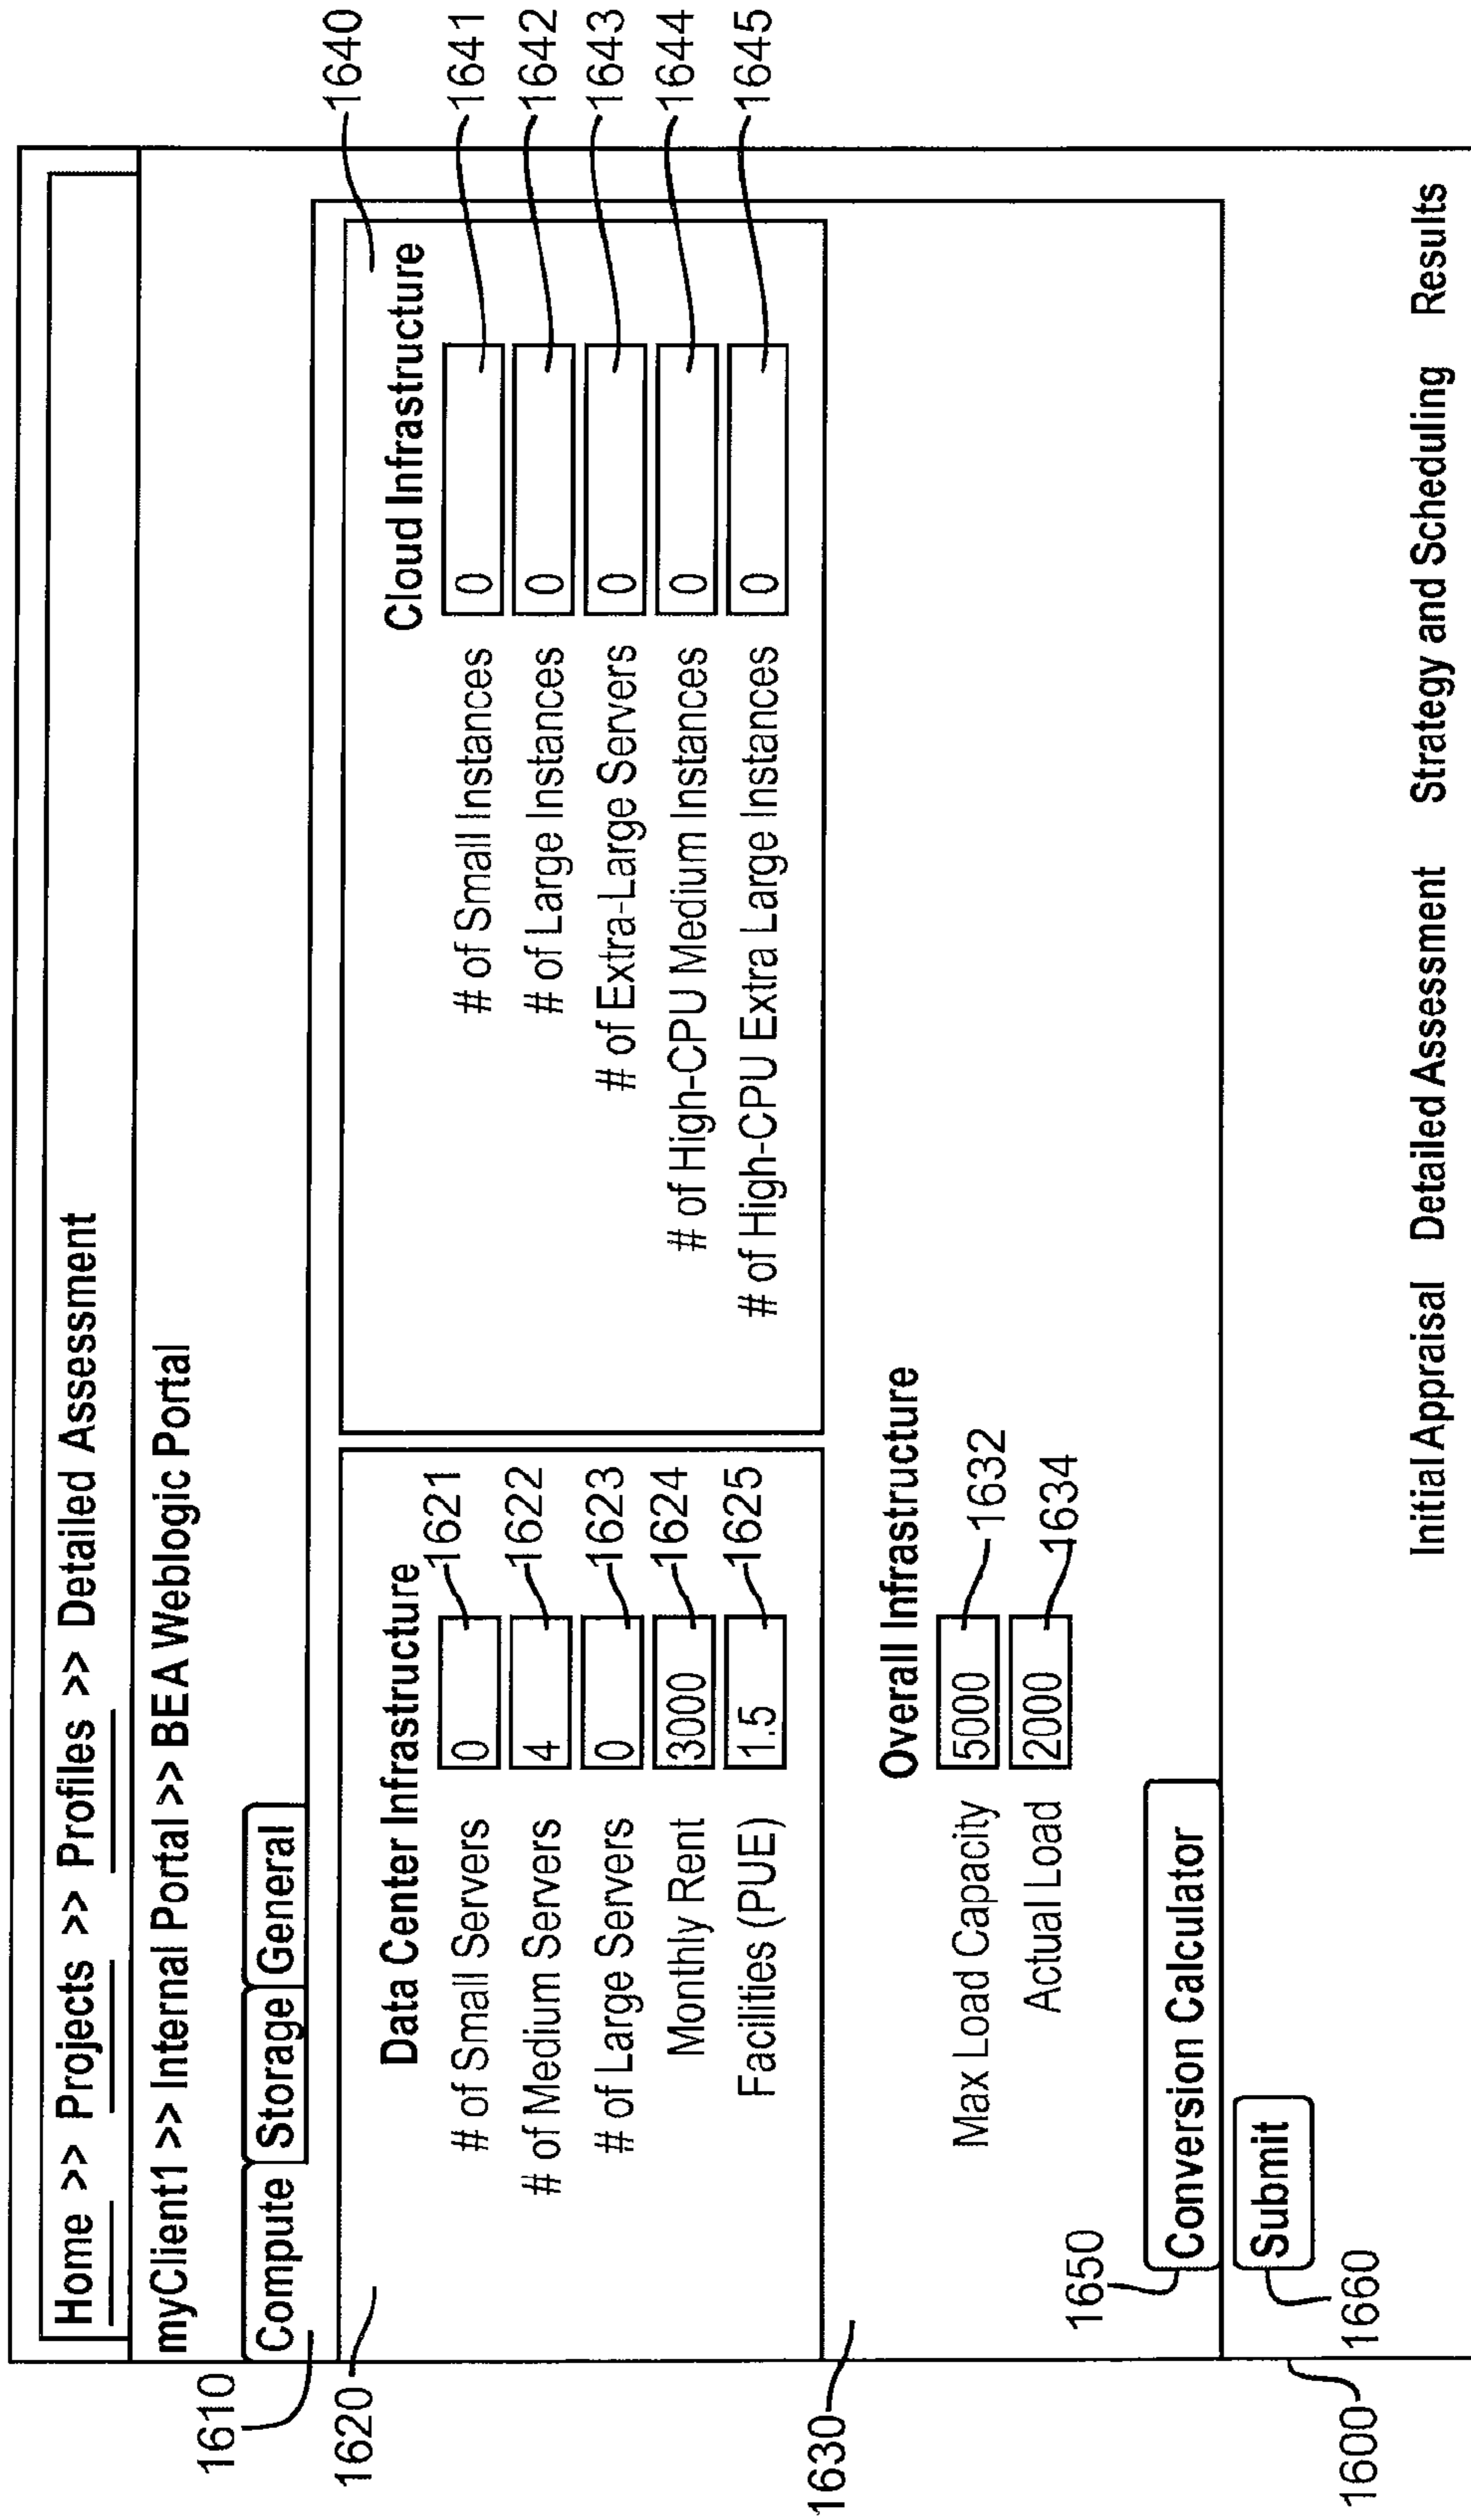 Home >> Projects >> Profiles >> Detailed Assessment
myClient1 >> Internal Portal >> BEA Weblogic Portal
1610
Compute Storage General
1620
Data Center Infrastructure
# of Small Servers 0 1621
# of Medium Servers 4 1622
# of Large Servers 0 1623
Monthly Rent 3000 1624
Facilities (PUE) 1.5 1625
1640
Cloud Infrastructure
# of Small Instances 0 1641
# of Large Instances 0 1642
# of Extra-Large Servers 0 1643
# of High-CPU Medium Instances 0 1644
# of High-CPU Extra Large Instances 0 1645
1630
Overall Infrastructure
Max Load Capacity 5000 1632
Actual Load 2000 1634
1650
Conversion Calculator
Submit
1660
1600
Initial Appraisal Detailed Assessment Strategy and Scheduling Results